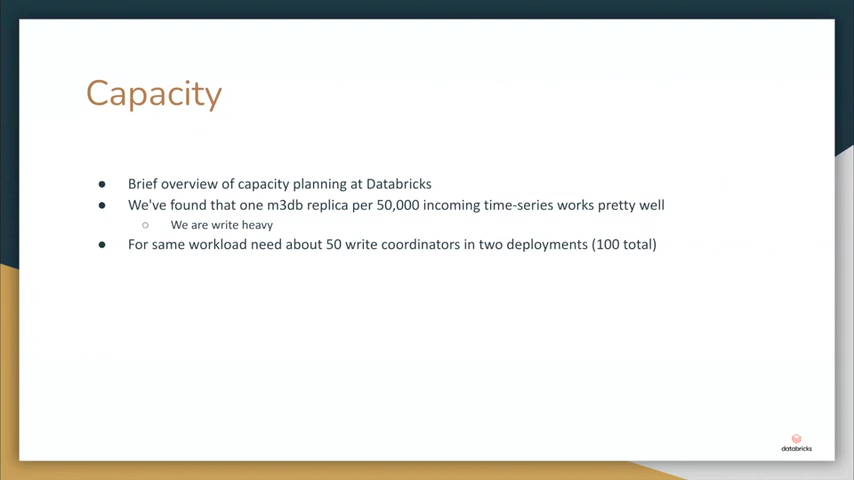 Capacity
● Brief overview of capacity planning at Databricks
● We've found that one m3db replica per 50,000 incoming time-series works pretty well
○ We are write heavy
● For same workload need about 50 write coordinators in two deployments (100 total)
databricks